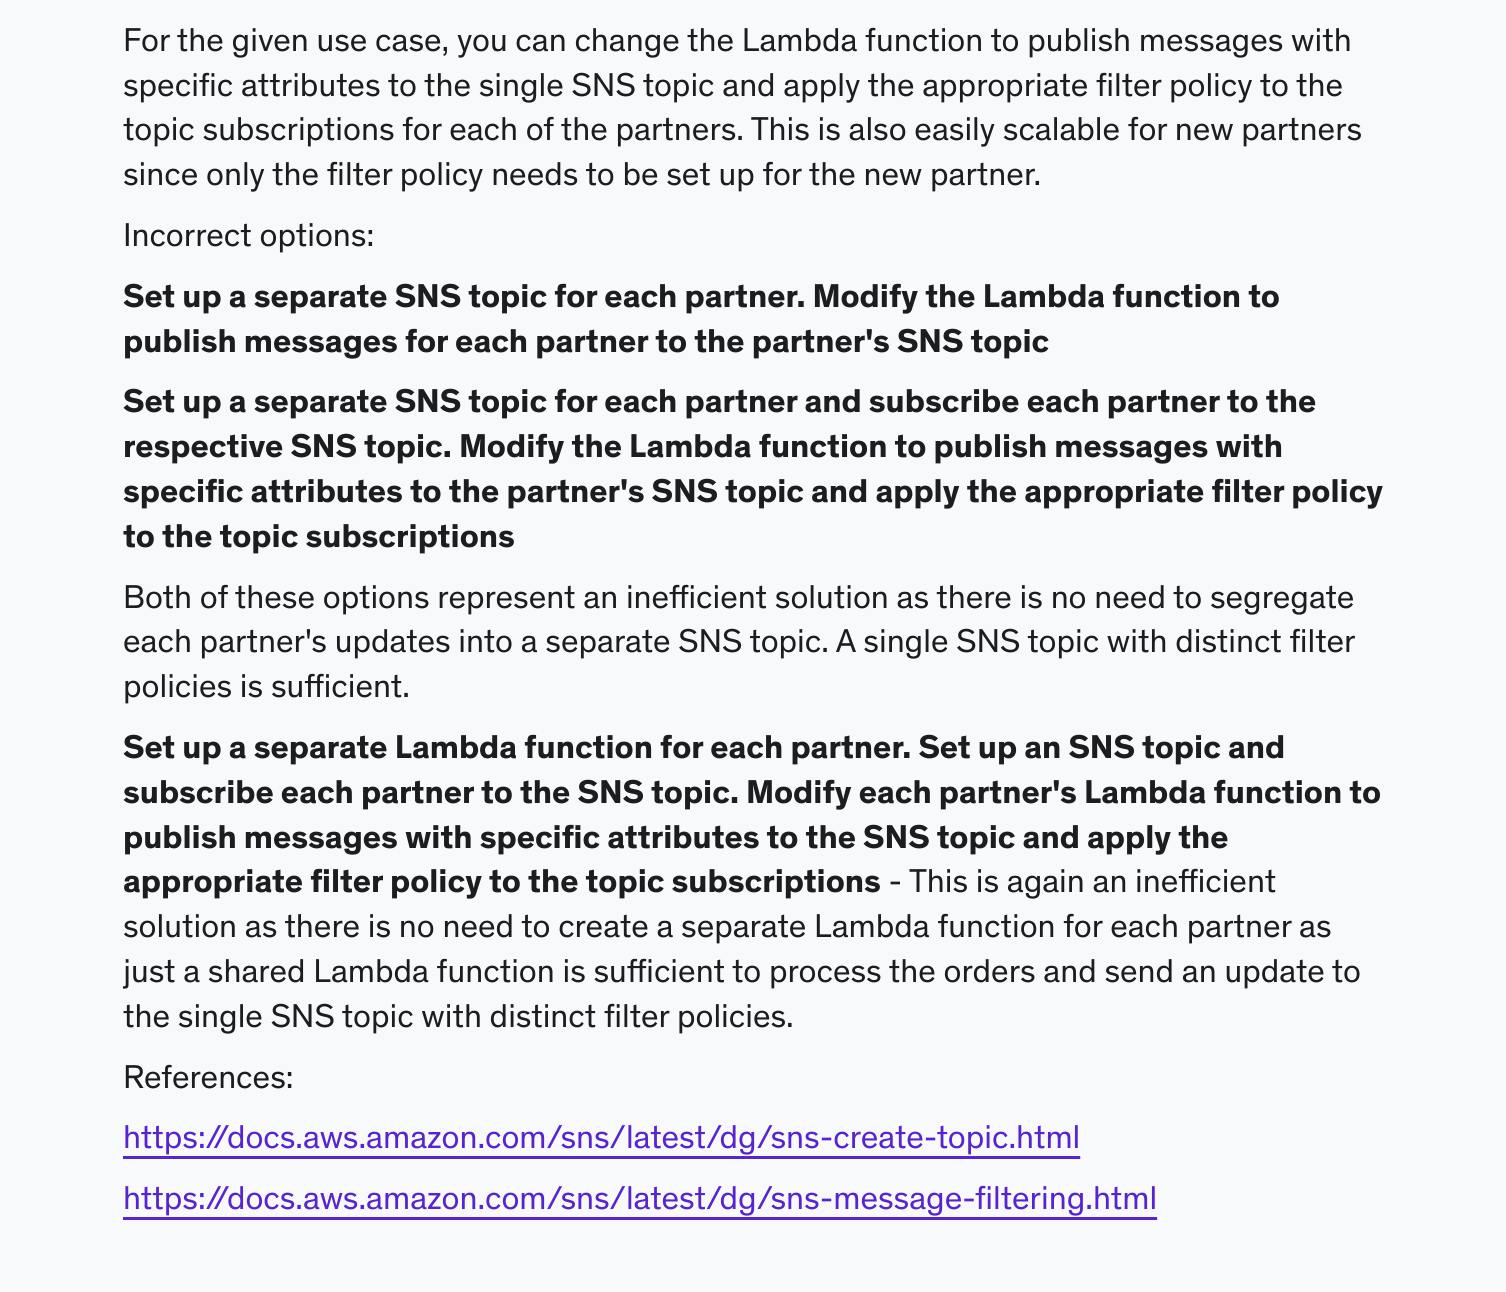 For the given use case, you can change the Lambda function to publish messages with
specific attributes to the single SNS topic and apply the appropriate filter policy to the
topic subscriptions for each of the partners. This is also easily scalable for new partners
since only the filter policy needs to be set up for the new partner.
Incorrect options:
Set up a separate SNS topic for each partner. Modify the Lambda function to
publish messages for each partner to the partner's SNS topic
Set up a separate SNS topic for each partner and subscribe each partner to the
respective SNS topic. Modify the Lambda function to publish messages with
specific attributes to the partner's SNS topic and apply the appropriate filter policy
to the topic subscriptions
Both of these options represent an inefficient solution as there is no need to segregate
each partner's updates into a separate SNS topic. A single SNS topic with distinct filter
policies is sufficient.
Set up a separate Lambda function for each partner. Set up an SNS topic and
subscribe each partner to the SNS topic. Modify each partner's Lambda function to
publish messages with specific attributes to the SNS topic and apply the
appropriate filter policy to the topic subscriptions - This is again an inefficient
solution as there is no need to create a separate Lambda function for each partner as
just a shared Lambda function is sufficient to process the orders and send an update to
the single SNS topic with distinct filter policies.
References:
https://docs.aws.amazon.com/sns/latest/dg/sns-create-topic.html
https://docs.aws.amazon.com/sns/latest/dg/sns-message-filtering.html